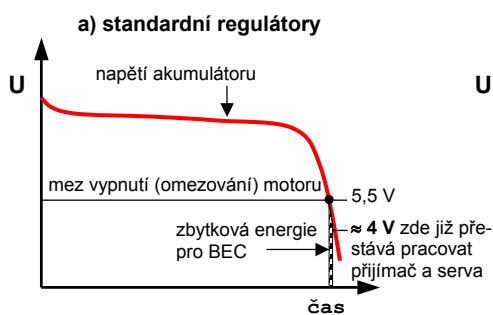 a) standardní regulátory
U
U
napětí akumulátoru
mez vypnutí (omezování) motoru
5,5 V
zbytková energie
pro BEC
≈ 4 V zde již pře-
stává pracovat
přijímač a serva
čas